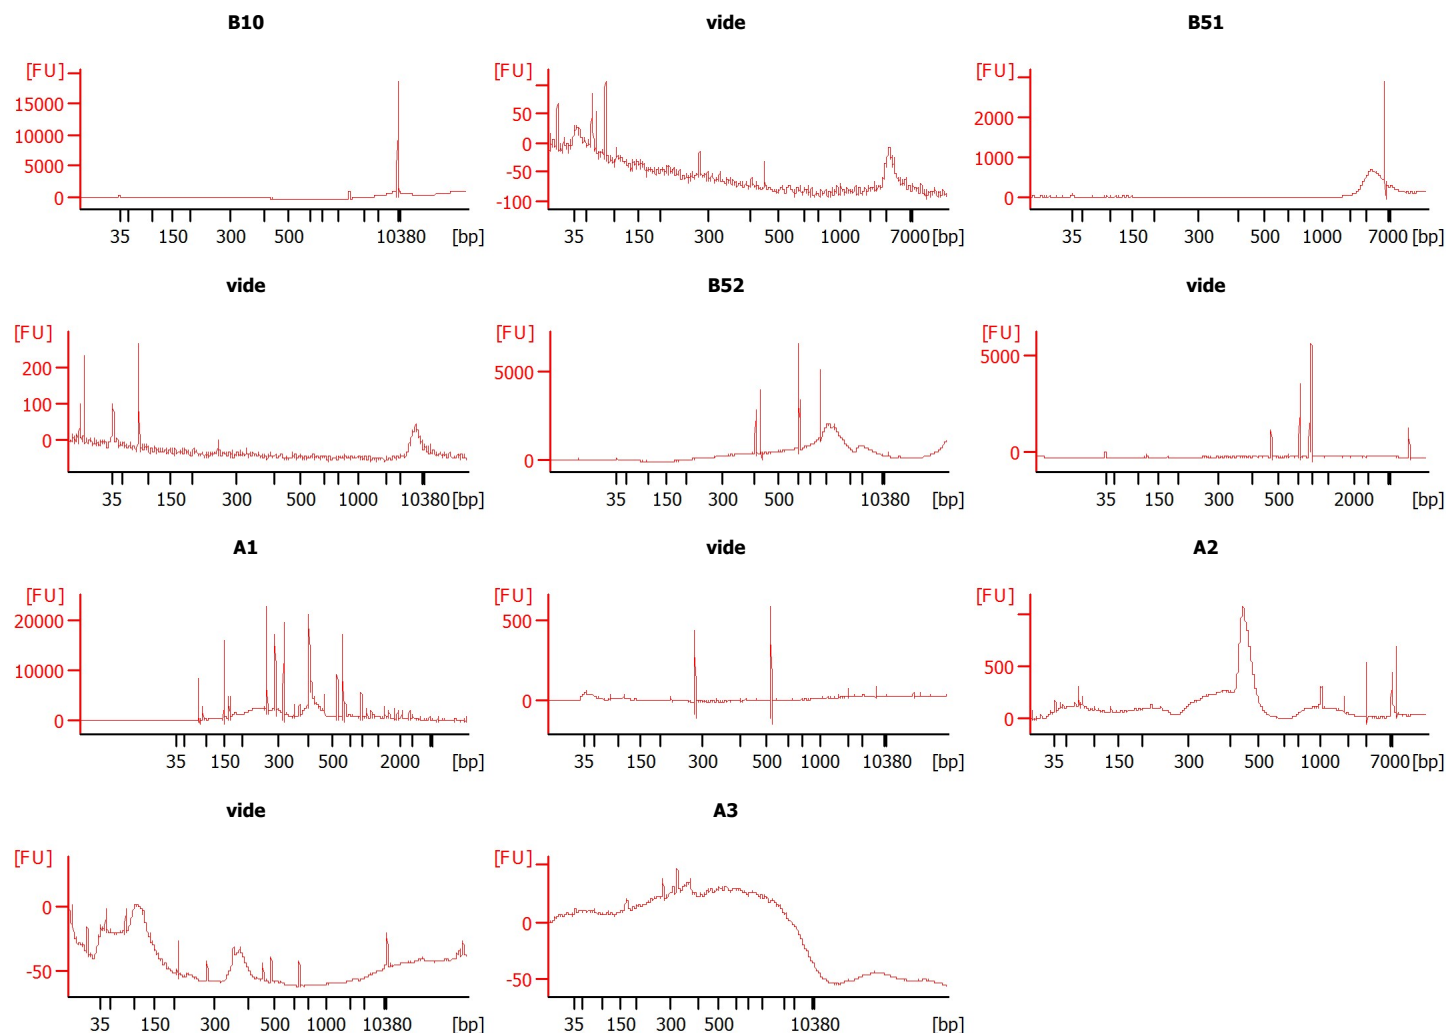 B10 vide B51
[FU] [FU] [FU]
15000
10000
5000
0
35 150 300 500 10380 [bp]
50
0
-50
-100
35 150 300 500 1000 7000 [bp]
2000
1000
0
35 150 300 500 1000 7000 [bp]
vide B52 vide
[FU] [FU] [FU]
200
100
0
35 300 500 1000 10380 [bp]
5000
0
35 150 300 500 10380 [bp]
5000
0
35 150 300 500 2000 [bp]
A1 vide A2
[FU] [FU] [FU]
20000
10000
0
35 150 300 500 2000 [bp]
500
0
35 150 300 500 1000 10380 [bp]
500
0
35 150 300 500 1000 7000 [bp]
vide A3
[FU] [FU]
0
-50
35 150 300 500 1000 10380 [bp]
0
-50
35 150 300 500 10380 [bp]